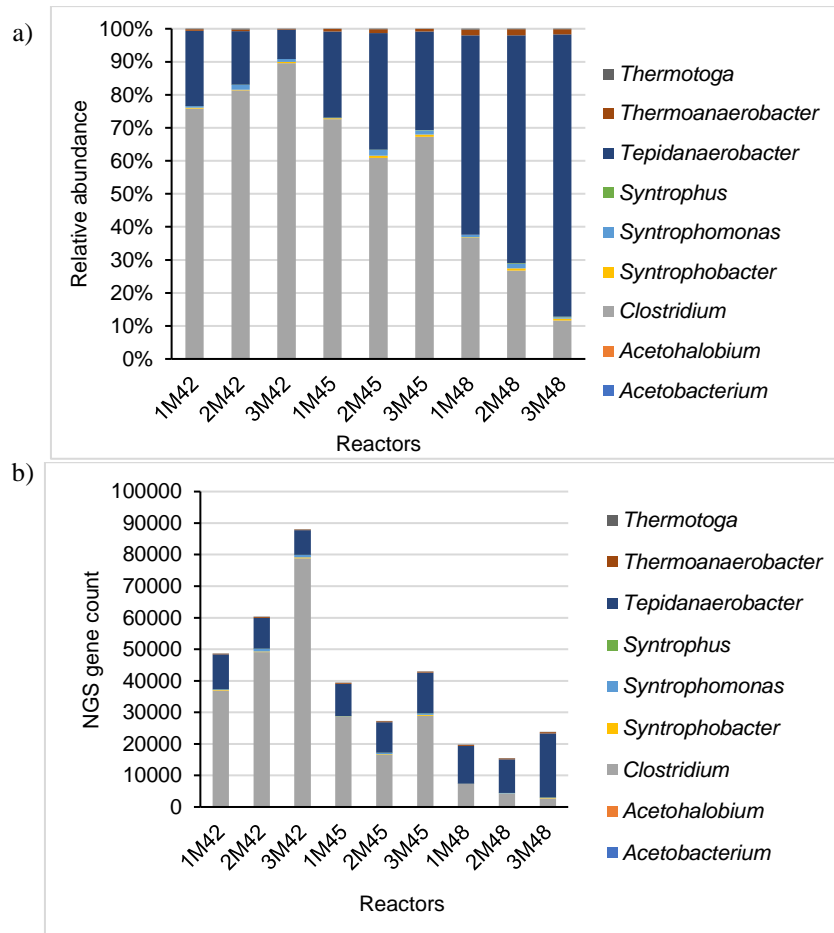 a)
Relative abundance
100%
90%
80%
70%
60%
50%
40%
30%
20%
10%
0%
1M42
2M42
3M42
1M45
2M45
3M45
1M48
2M48
3M48
Reactors
Thermotoga
Thermoanaerobacter
Tepidanaerobacter
Syntrophus
Syntrophomonas
Syntrophobacter
Clostridium
Acetohalobium
Acetobacterium
b)
NGS gene count
100000
90000
80000
70000
60000
50000
40000
30000
20000
10000
0
1M42
2M42
3M42
1M45
2M45
3M45
1M48
2M48
3M48
Reactors
Thermotoga
Thermoanaerobacter
Tepidanaerobacter
Syntrophus
Syntrophomonas
Syntrophobacter
Clostridium
Acetohalobium
Acetobacterium